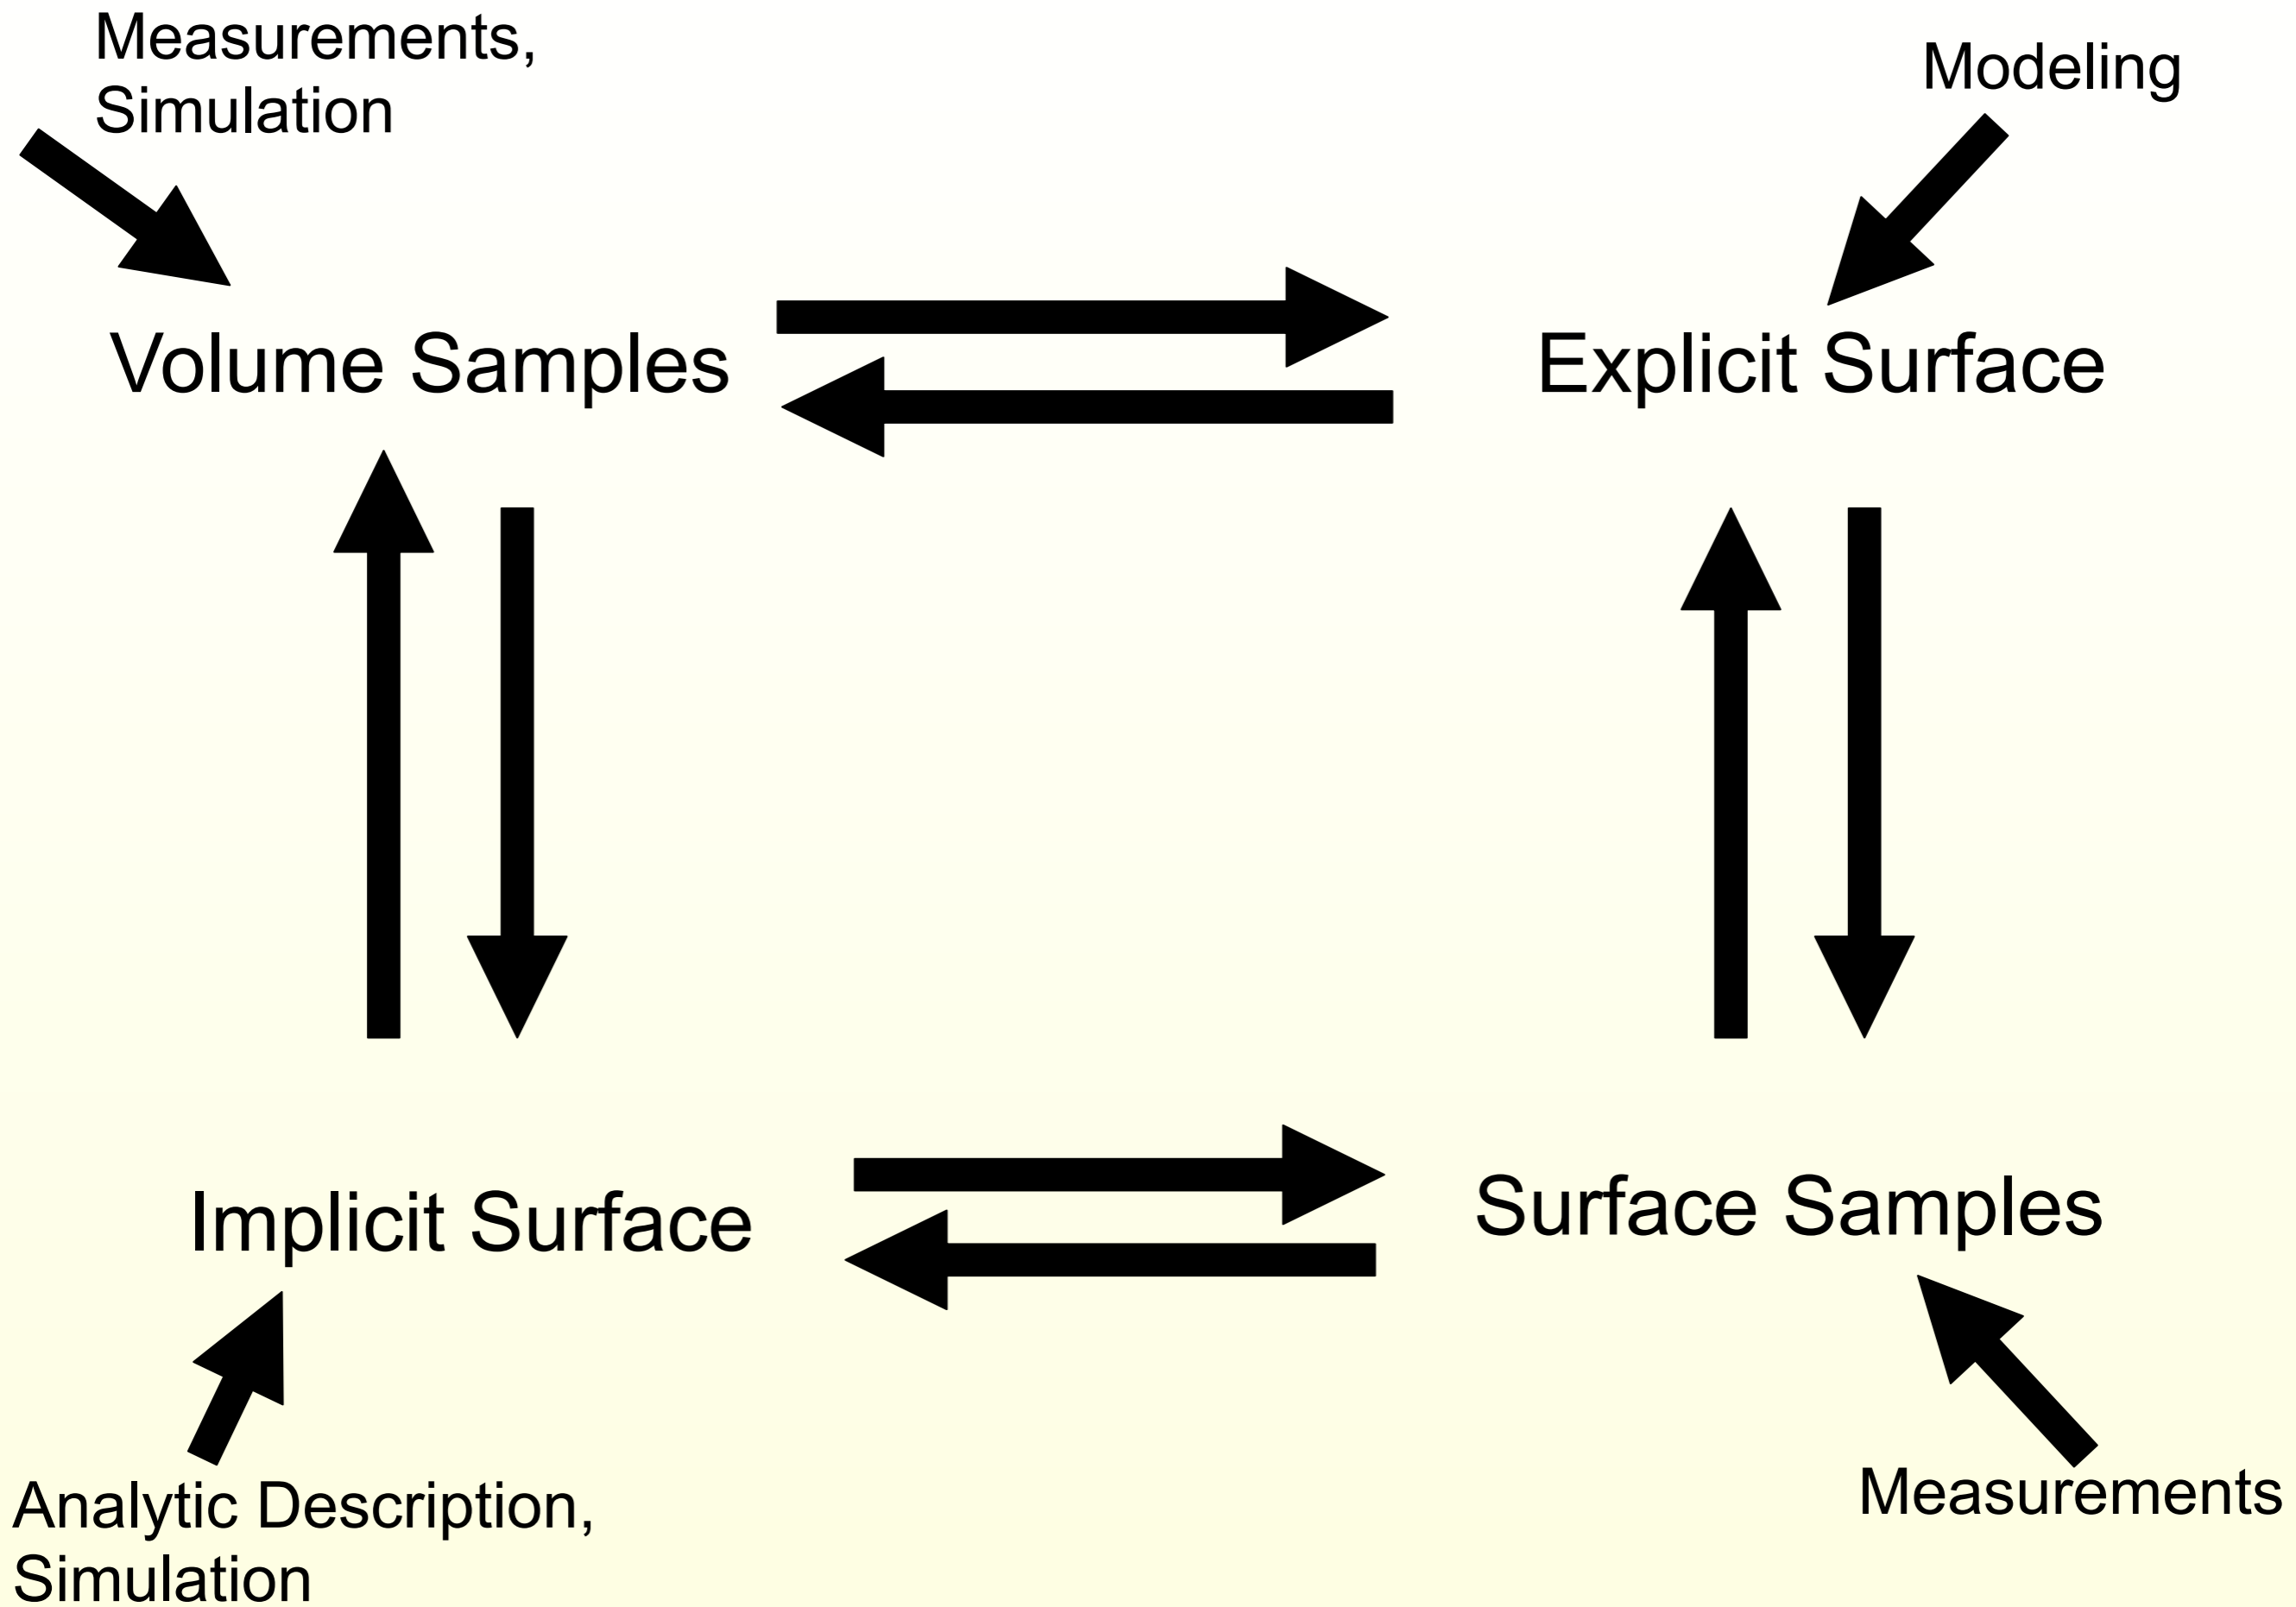 Measurements,
Simulation
Modeling
Volume Samples
Explicit Surface
Implicit Surface
Surface Samples
Analytic Description,
Simulation
Measurements